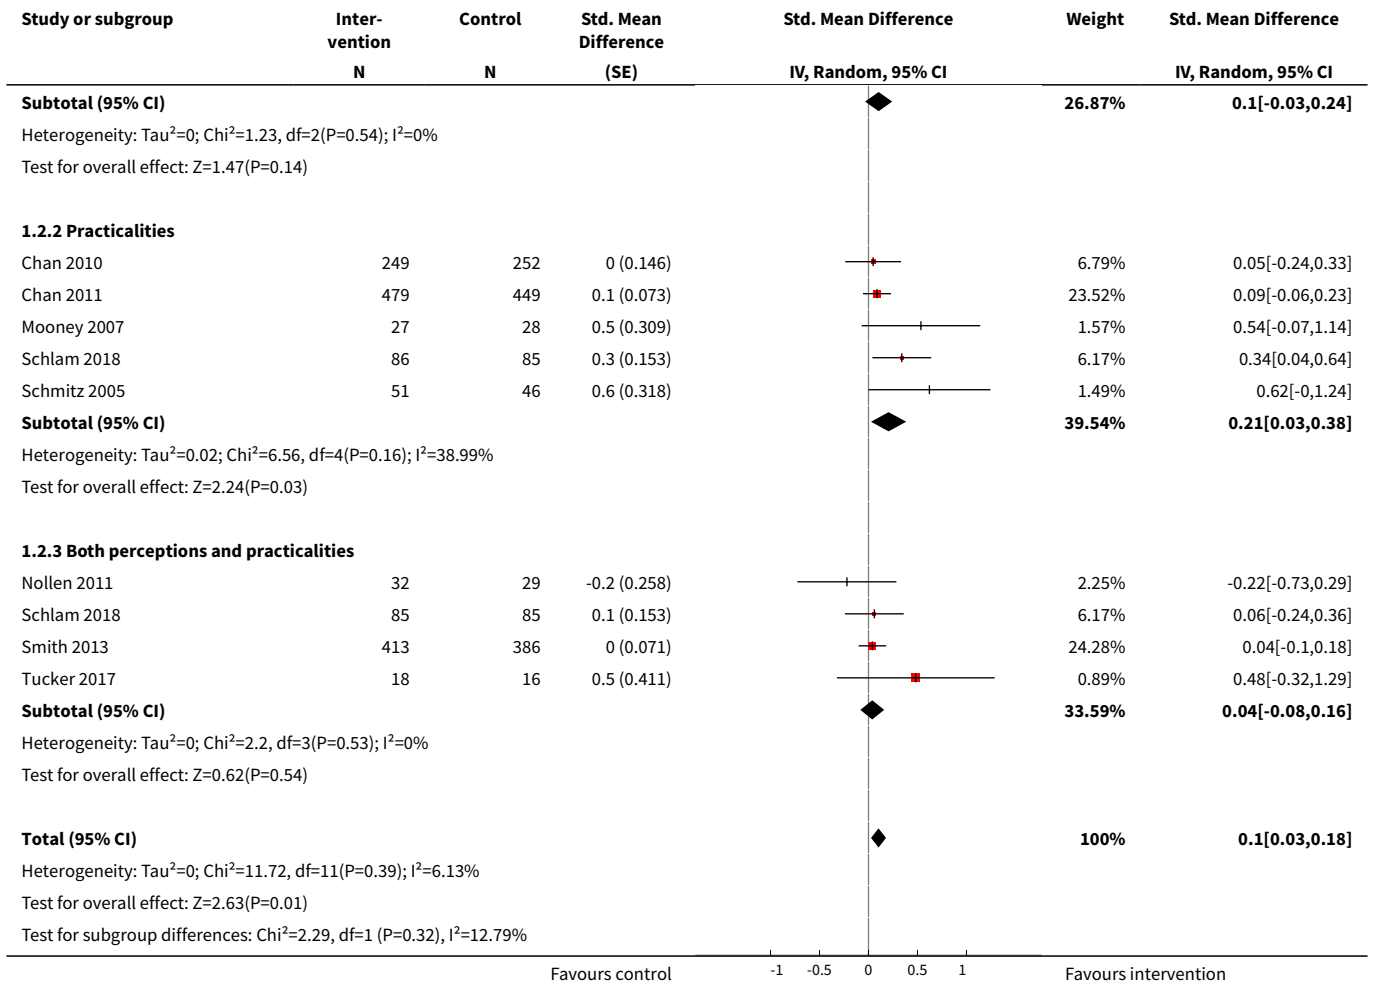 Study or subgroup Inter- Control Std. Mean Std. Mean Difference Weight Std. Mean Difference
vention Difference
N N (SE) IV, Random, 95% CI IV, Random, 95% CI
Subtotal (95% CI) 26.87% 0.1[-0.03,0.24]
Heterogeneity: Tau²=0; Chi²=1.23, df=2(P=0.54); I²=0%
Test for overall effect: Z=1.47(P=0.14)
1.2.2 Practicalities
Chan 2010 249 252 0 (0.146) 6.79% 0.05[-0.24,0.33]
Chan 2011 479 449 0.1 (0.073) 23.52% 0.09[-0.06,0.23]
Mooney 2007 27 28 0.5 (0.309) 1.57% 0.54[-0.07,1.14]
Schlam 2018 86 85 0.3 (0.153) 6.17% 0.34[0.04,0.64]
Schmitz 2005 51 46 0.6 (0.318) 1.49% 0.62[-0,1.24]
Subtotal (95% CI) 39.54% 0.21[0.03,0.38]
Heterogeneity: Tau²=0.02; Chi²=6.56, df=4(P=0.16); I²=38.99%
Test for overall effect: Z=2.24(P=0.03)
1.2.3 Both perceptions and practicalities
Nollen 2011 32 29 -0.2 (0.258) 2.25% -0.22[-0.73,0.29]
Schlam 2018 85 85 0.1 (0.153) 6.17% 0.06[-0.24,0.36]
Smith 2013 413 386 0 (0.071) 24.28% 0.04[-0.1,0.18]
Tucker 2017 18 16 0.5 (0.411) 0.89% 0.48[-0.32,1.29]
Subtotal (95% CI) 33.59% 0.04[-0.08,0.16]
Heterogeneity: Tau²=0; Chi²=2.2, df=3(P=0.53); I²=0%
Test for overall effect: Z=0.62(P=0.54)
Total (95% CI) 100% 0.1[0.03,0.18]
Heterogeneity: Tau²=0; Chi²=11.72, df=11(P=0.39); I²=6.13%
Test for overall effect: Z=2.63(P=0.01)
Test for subgroup differences: Chi²=2.29, df=1 (P=0.32), I²=12.79%
Favours control -1 -0.5 0 0.5 1 Favours intervention